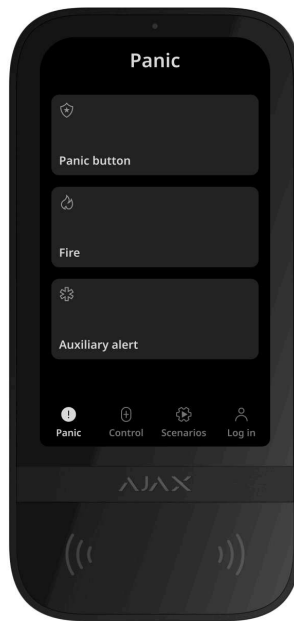 Panic
Panic button
Fire
Auxiliary alert
Panic Control Scenarios Log in
AJAX